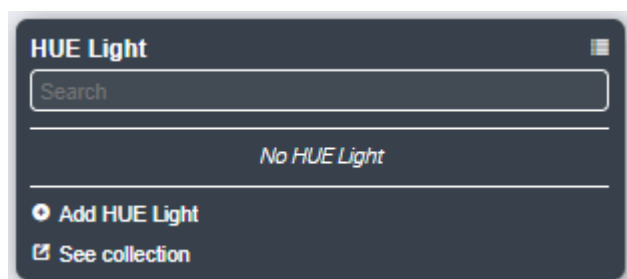 HUE Light
Search
No HUE Light
Add HUE Light
See collection